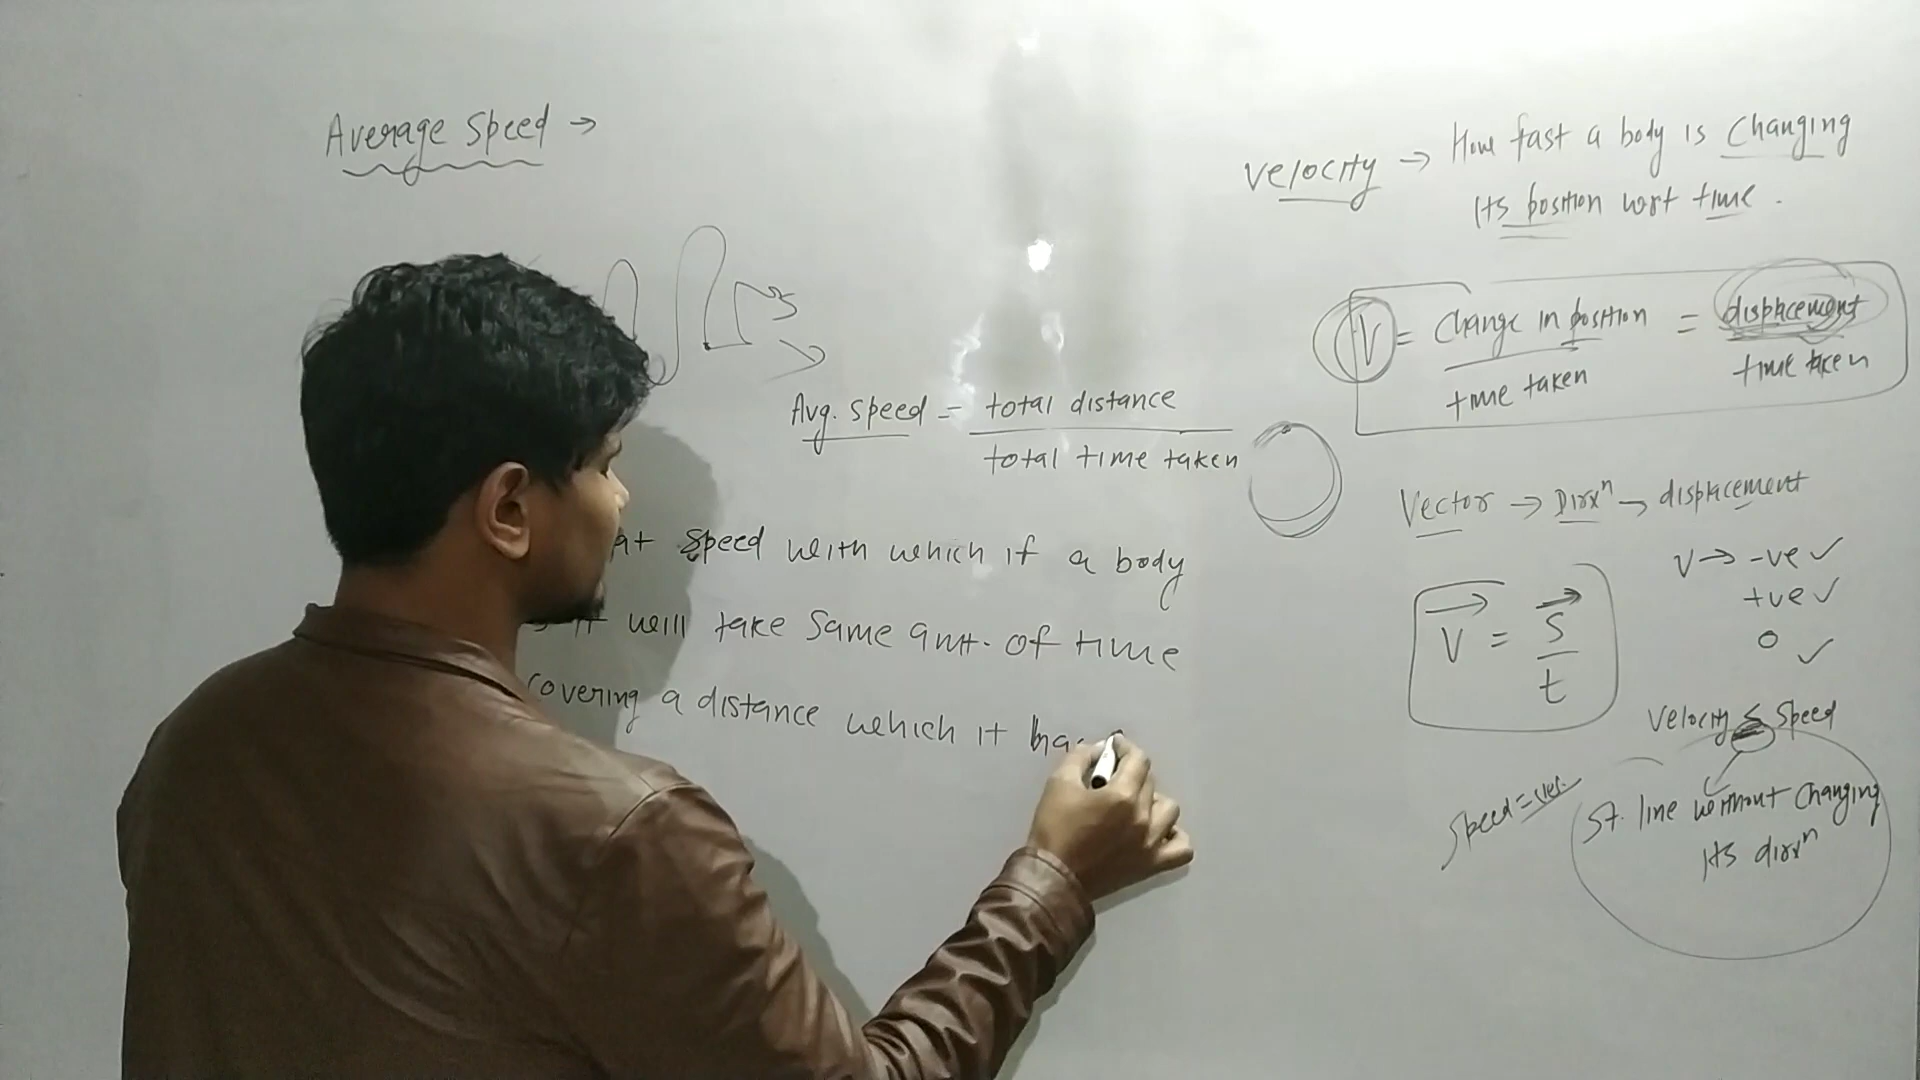 Average Speed →
Avg. Speed = total distance
total time taken
at speed with which if a body
it will take same amt. of time
covering a distance which it
Velocity → How fast a body is changing
its position wrt time.
V = Change in position = displacement
time taken time taken
Vector → Dirxⁿ → displacement
V → -ve ✓
+ve ✓
0 ✓
V = S
t
Velocity ≤ Speed
St. line without changing
its dirxⁿ
Speed =